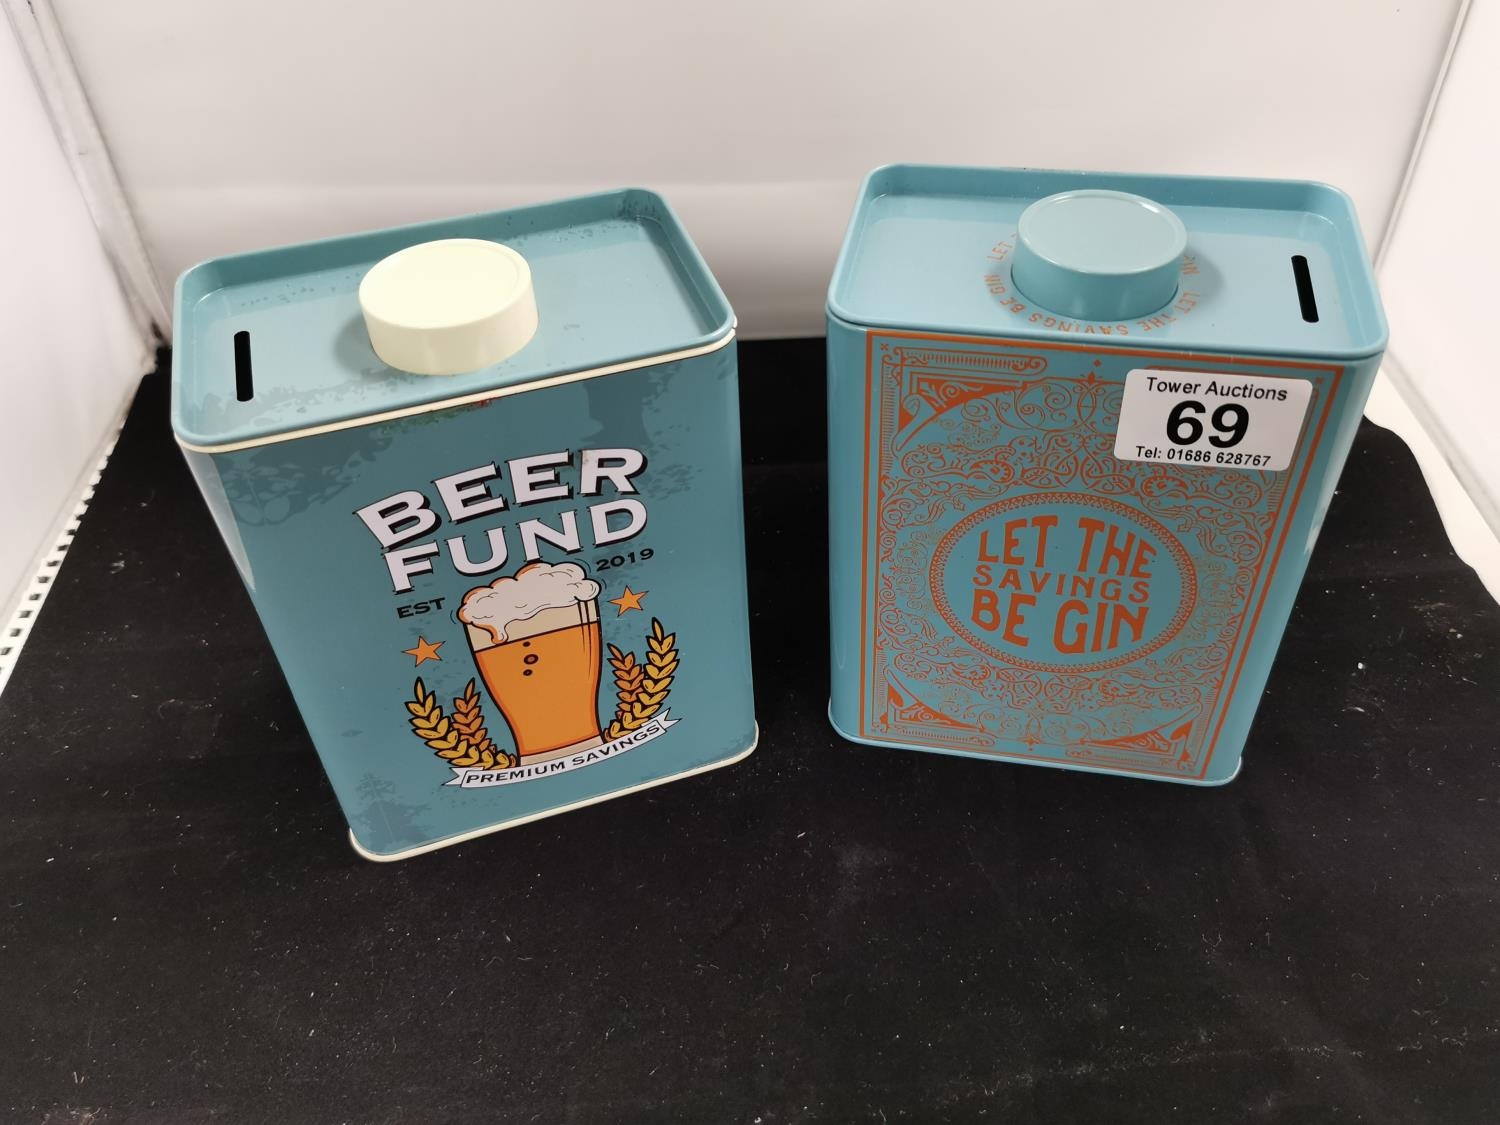 BEER
FUND
EST 2019
PREMIUM SAVINGS
LET THE SAVINGS BE GIN
Tower Auctions
69
Tel: 01686 628767
LET THE
SAVINGS
BE GIN